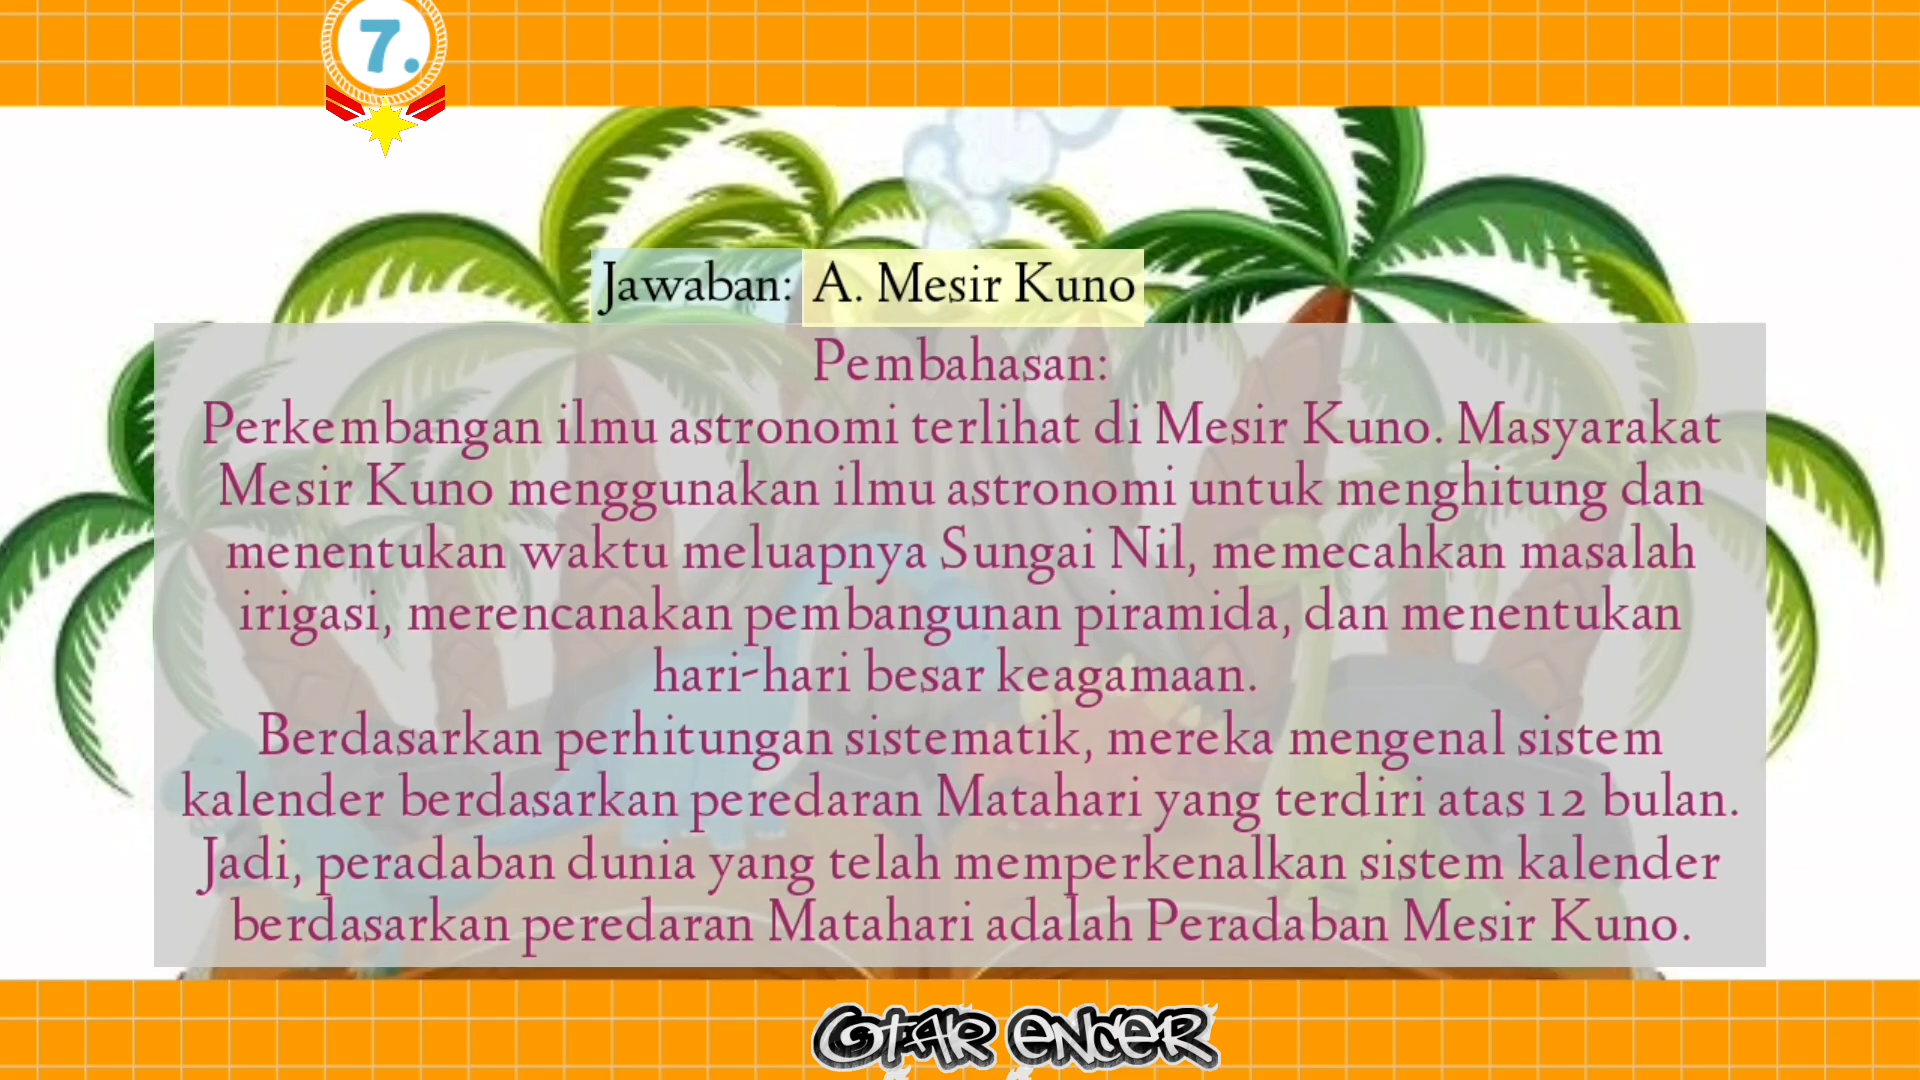 7.
Jawaban: A. Mesir Kuno
Pembahasan:
Perkembangan ilmu astronomi terlihat di Mesir Kuno. Masyarakat
Mesir Kuno menggunakan ilmu astronomi untuk menghitung dan
menentukan waktu meluapnya Sungai Nil, memecahkan masalah
irigasi, merencanakan pembangunan piramida, dan menentukan
hari-hari besar keagamaan.
Berdasarkan perhitungan sistematik, mereka mengenal sistem
kalender berdasarkan peredaran Matahari yang terdiri atas 12 bulan.
Jadi, peradaban dunia yang telah memperkenalkan sistem kalender
berdasarkan peredaran Matahari adalah Peradaban Mesir Kuno.
OTAK ENCER